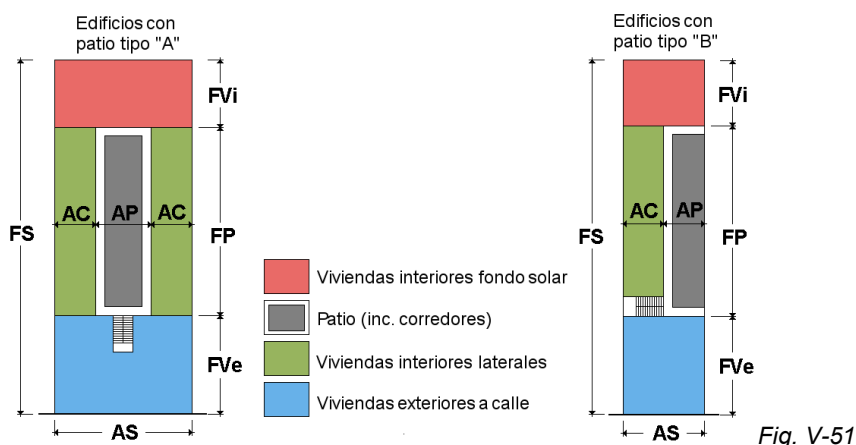 Edificios con
patio tipo "A"
FVi
AC
AP
AC
FS
FP
FVe
AS
Viviendas interiores fondo solar
Patio (inc. corredores)
Viviendas interiores laterales
Viviendas exteriores a calle
Edificios con
patio tipo "B"
FVi
AC
AP
FS
FP
FVe
AS
Fig. V-51